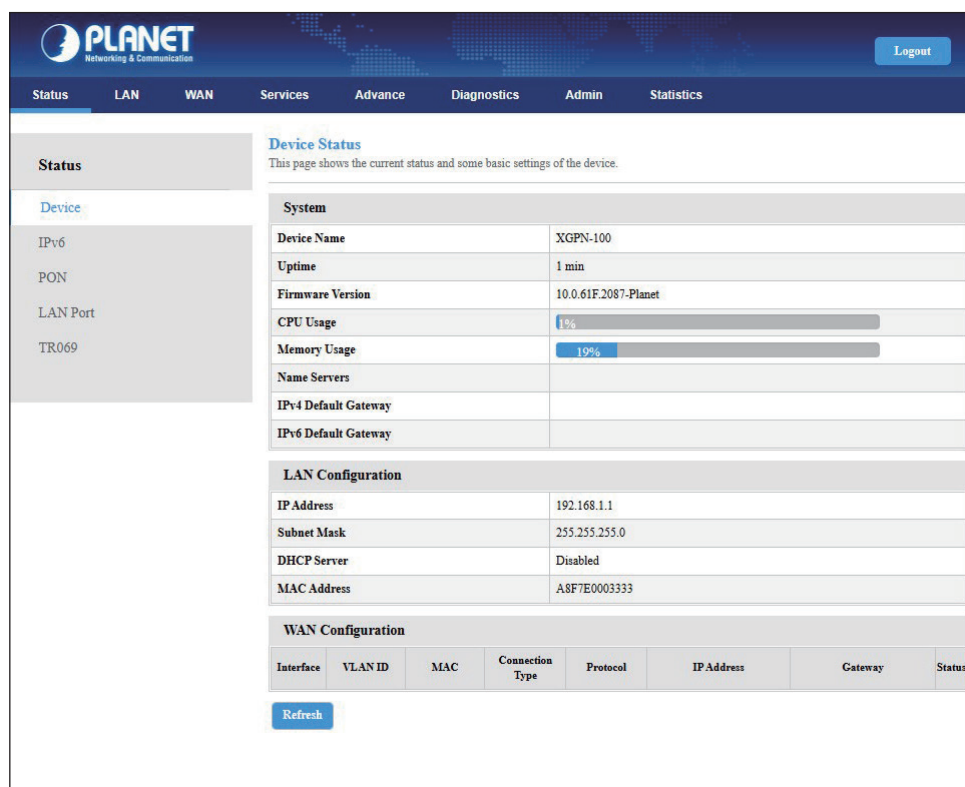 PLANET
Networking & Communication
Logout
Status LAN WAN Services Advance Diagnostics Admin Statistics
Status
Device
IPv6
PON
LAN Port
TR069
Device Status
This page shows the current status and some basic settings of the device.
System
Device Name XGPN-100
Uptime 1 min
Firmware Version 10.0.61F.2087-Planet
CPU Usage 1%
Memory Usage 19%
Name Servers
IPv4 Default Gateway
IPv6 Default Gateway
LAN Configuration
IP Address 192.168.1.1
Subnet Mask 255.255.255.0
DHCP Server Disabled
MAC Address A8F7E0003333
WAN Configuration
Interface VLAN ID MAC Connection Type Protocol IP Address Gateway Status
Refresh